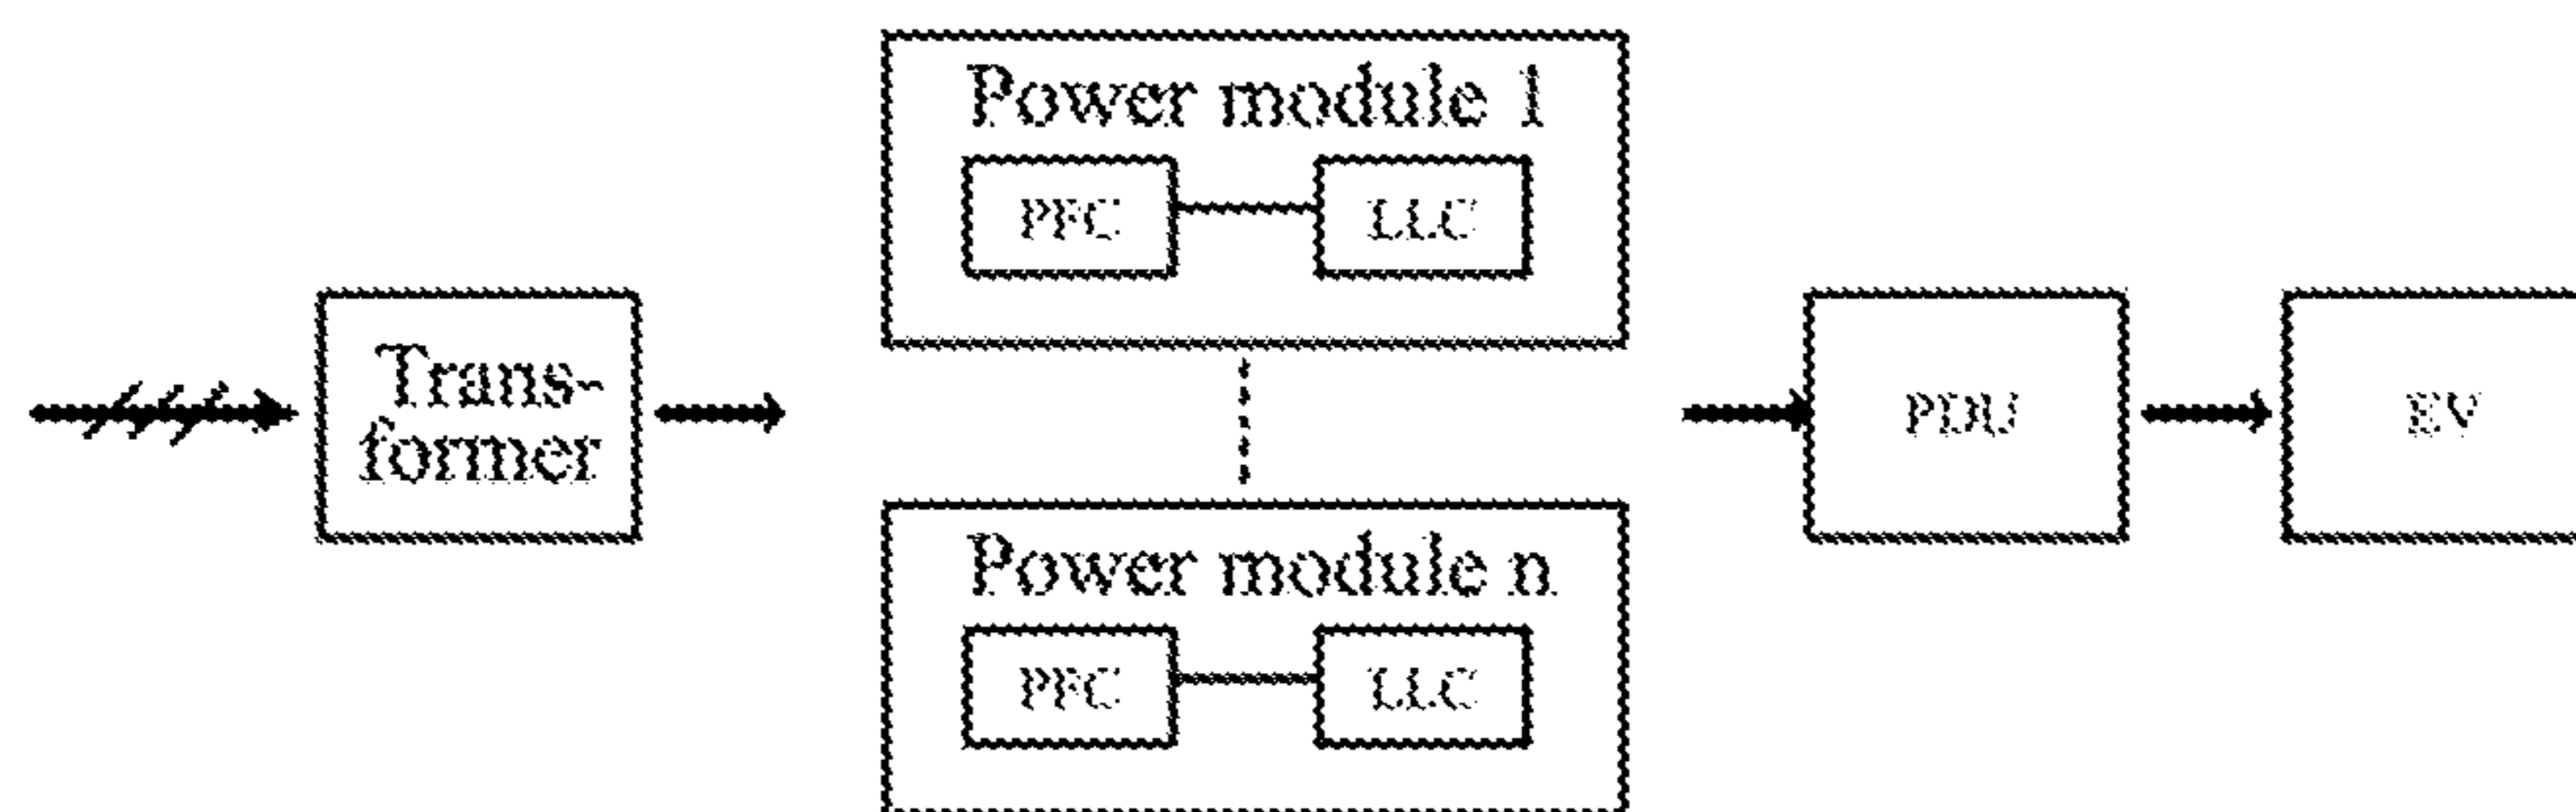 Power module 1
PFC
LLC
Trans-
former
PDU
EV
Power module n
PFC
LLC